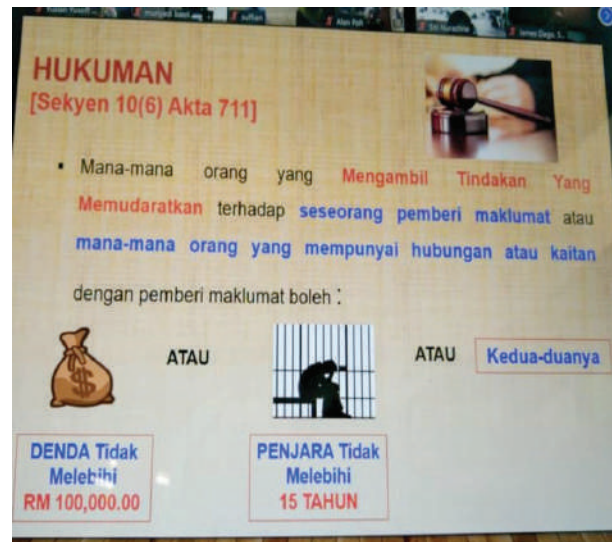 HUKUMAN
[Sekyen 10(6) Akta 711]
• Mana-mana orang yang Mengambil Tindakan Yang
Memudaratkan terhadap seseorang pemberi maklumat atau
mana-mana orang yang mempunyai hubungan atau kaitan
dengan pemberi maklumat boleh :
ATAU
ATAU
Kedua-duanya
$
DENDA Tidak
Melebihi
RM 100,000.00
PENJARA Tidak
Melebihi
15 TAHUN